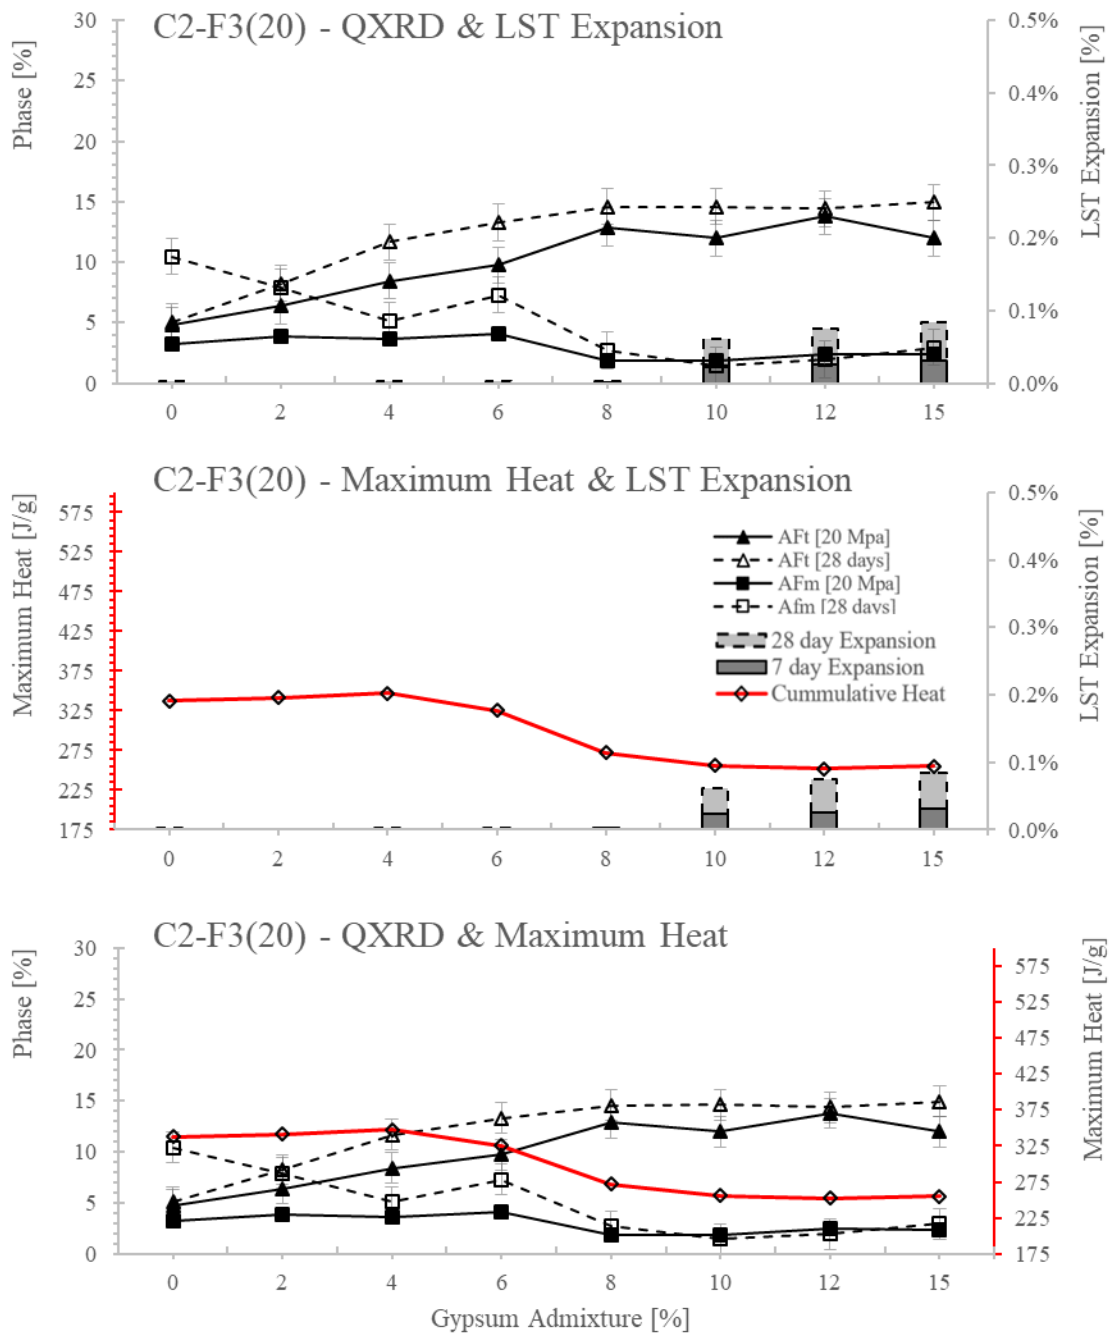 C2-F3(20) - QXRD & LST Expansion
Phase [%]
30
25
20
15
10
5
0
0.5%
0.4%
0.3%
0.2%
0.1%
0.0%
LST Expansion [%]
0 2 4 6 8 10 12 15
C2-F3(20) - Maximum Heat & LST Expansion
Maximum Heat [J/g]
575
525
475
425
375
325
275
225
175
AFt [20 Mpa]
AFt [28 days]
AFm [20 Mpa]
Afm [28 days]
28 day Expansion
7 day Expansion
Cummulative Heat
0.5%
0.4%
0.3%
0.2%
0.1%
0.0%
LST Expansion [%]
0 2 4 6 8 10 12 15
C2-F3(20) - QXRD & Maximum Heat
Phase [%]
30
25
20
15
10
5
0
575
525
475
425
375
325
275
225
175
Maximum Heat [J/g]
0 2 4 6 8 10 12 15
Gypsum Admixture [%]